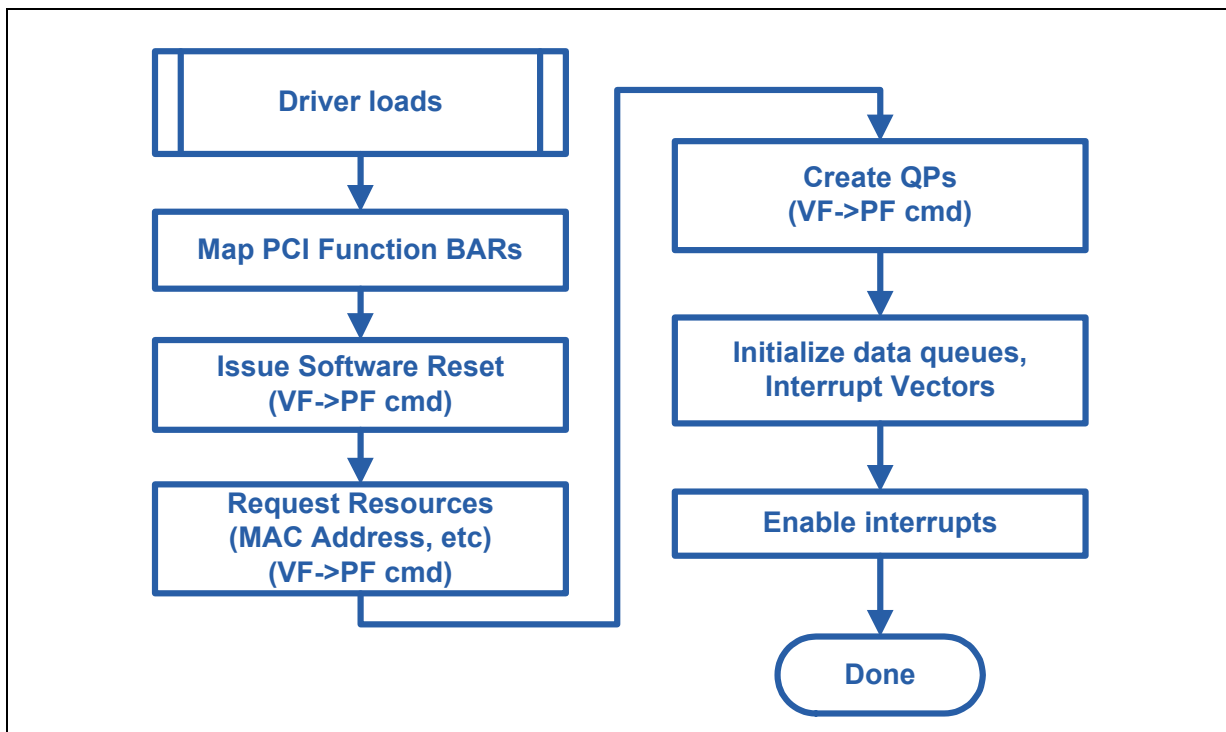 Driver loads
Map PCI Function BARs
Issue Software Reset
(VF->PF cmd)
Request Resources
(MAC Address, etc)
(VF->PF cmd)
Create QPs
(VF->PF cmd)
Initialize data queues,
Interrupt Vectors
Enable interrupts
Done